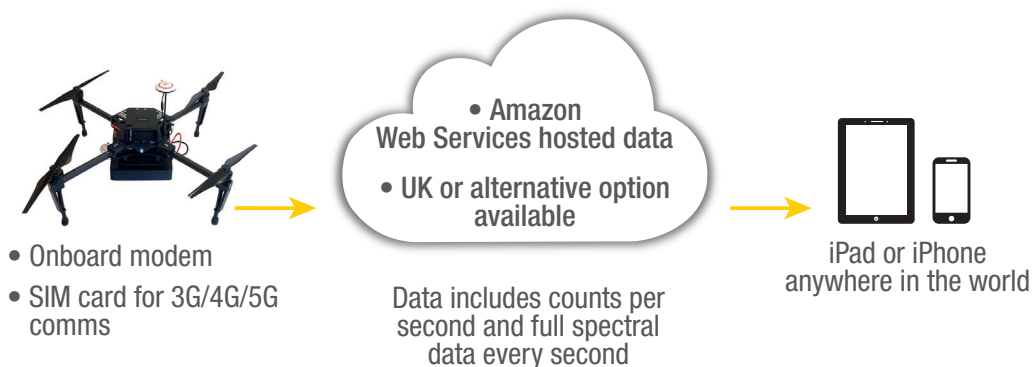 • Amazon
Web Services hosted data
• UK or alternative option
available
• Onboard modem
• SIM card for 3G/4G/5G
comms
Data includes counts per
second and full spectral
data every second
iPad or iPhone
anywhere in the world